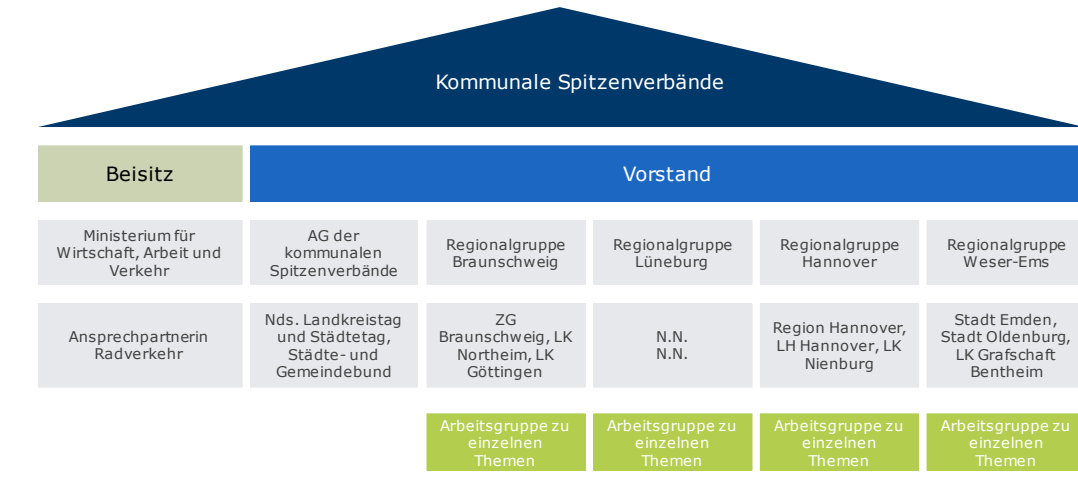 Kommunale Spitzenverbände
Beisitz
Vorstand
Ministerium für
Wirtschaft, Arbeit und
Verkehr
AG der
kommunalen
Spitzenverbände
Regionalgruppe
Braunschweig
Regionalgruppe
Lüneburg
Regionalgruppe
Hannover
Regionalgruppe
Weser-Ems
Ansprechpartnerin
Radverkehr
Nds. Landkreistag
und Städtetag,
Städte- und
Gemeindebund
ZG
Braunschweig, LK
Northeim, LK
Göttingen
N.N.
N.N.
Region Hannover,
LH Hannover, LK
Nienburg
Stadt Emden,
Stadt Oldenburg,
LK Grafschaft
Bentheim
Arbeitsgruppe zu
einzelnen
Themen
Arbeitsgruppe zu
einzelnen
Themen
Arbeitsgruppe zu
einzelnen
Themen
Arbeitsgruppe zu
einzelnen
Themen